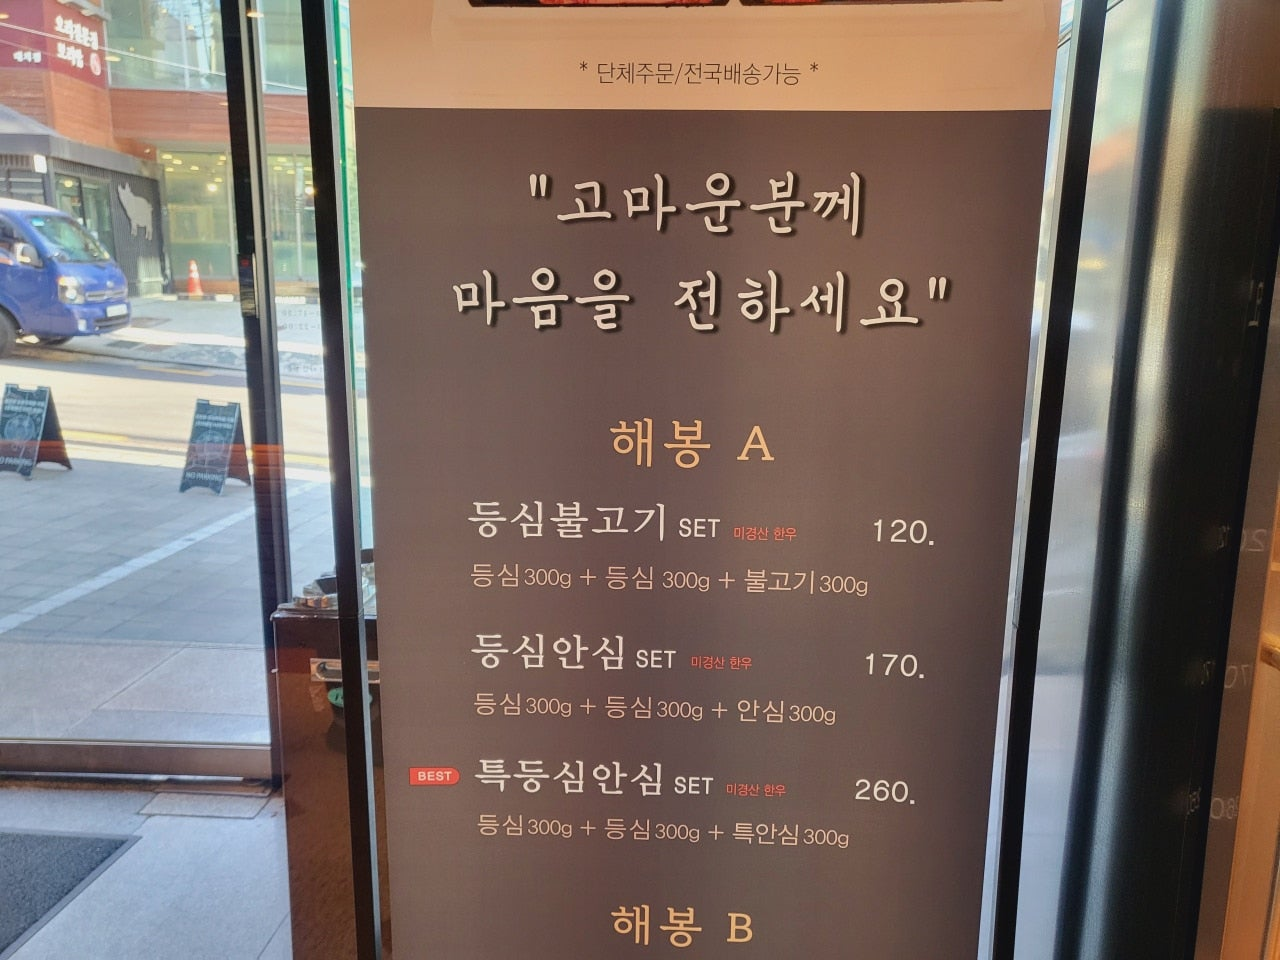 * 단체주문/전국배송가능 *
"고마운분께
마음을 전하세요"
해봉 A
등심불고기 SET 미경산 한우 120.
등심300g + 등심 300g + 불고기300g
등심안심 SET 미경산 한우 170.
등심300g + 등심300g + 안심300g
BEST 특등심안심 SET 미경산 한우 260.
등심300g + 등심300g + 특안심300g
해봉 B
NO PARKING